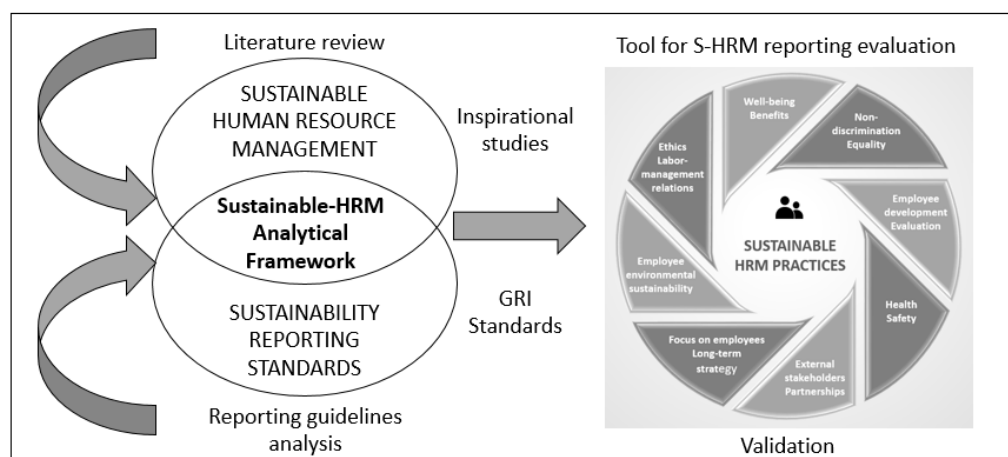 Literature review
SUSTAINABLE
HUMAN RESOURCE
MANAGEMENT
Sustainable-HRM
Analytical
Framework
SUSTAINABILITY
REPORTING
STANDARDS
Reporting guidelines
analysis
Inspirational
studies
GRI
Standards
Tool for S-HRM reporting evaluation
Well-being
Benefits
Non-
discrimination
Equality
Employee
development
Evaluation
Health
Safety
External
stakeholders
Partnerships
Focus on employees
Long-term
strategy
Employee
environmental
sustainability
Ethics
Labor-
management
relations
SUSTAINABLE
HRM PRACTICES
Validation